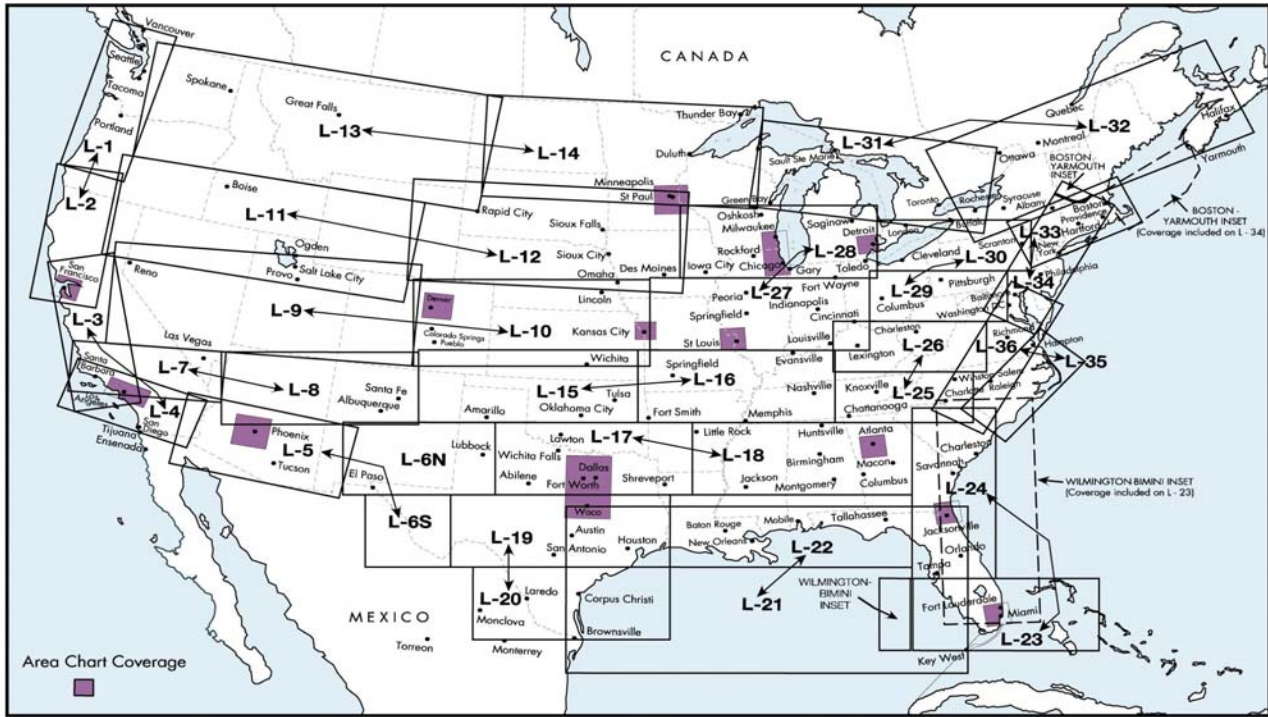 Vancouver
CANADA
Seattle
Tacoma
Spokane
Great Falls
Thunder Bay
Quebec
Halifax
Portland
L-1
L-13
L-14
Duluth
L-31
L-32
Sault Ste Marie
Ottawa
Montreal
Yarmouth
BOSTON
YARMOUTH
INSET
L-2
Boise
L-11
Rapid City
Minneapolis
St Paul
Green Bay
Oshkosh
Milwaukee
Saginaw
Toronto
Rochester
Syracuse
Albany
Boston
Providence
Hartford
BOSTON -
YARMOUTH INSET
(Coverage included on L - 34)
Buffalo
London
Detroit
L-33
New
York
Scranton
Ogden
Salt Lake City
Provo
L-12
Sioux Falls
Sioux City
Omaha
Des Moines
Rockford
Iowa City
Chicago
Gary
L-28
Toledo
Cleveland
L-30
San
Francisco
Reno
L-9
Denver
Colorado Springs
Pueblo
L-10
Lincoln
Kansas City
Peoria
Springfield
L-27
Fort Wayne
Indianapolis
L-29
Columbus
Pittsburgh
Philadelphia
L-34
Baltimore
Washington
DC
L-3
Las Vegas
St Louis
Cincinnati
Louisville
Evansville
Charleston
Lexington
L-26
Richmond
L-36
Hampton
L-35
Santa
Barbara
Los
Angeles
L-7
L-8
Santa Fe
Albuquerque
Wichita
L-15
Tulsa
Oklahoma City
Amarillo
Springfield
L-16
Nashville
Knoxville
L-25
Chattanooga
Winston Salem
Charlotte
Raleigh
L-4
San
Diego
Tijuana
Ensenada
Phoenix
L-5
Tucson
El Paso
Lubbock
L-6N
Fort Smith
Memphis
Lawton
L-17
Wichita Falls
Abilene
Dallas
Fort Worth
Waco
Shreveport
Little Rock
L-18
Jackson
Huntsville
Birmingham
Montgomery
Atlanta
Macon
Columbus
Charleston
Savannah
L-24
WILMINGTON BIMINI INSET
(Coverage included on L - 23)
L-6S
L-19
Austin
San Antonio
Houston
Baton Rouge
New Orleans
Mobile
Tallahassee
Jacksonville
Orlando
Tampa
L-22
L-21
WILMINGTON-
BIMINI
INSET
L-20
Laredo
Monclova
Corpus Christi
Brownsville
Monterrey
MEXICO
Torreon
Fort Lauderdale
Miami
L-23
Key West
Area Chart Coverage